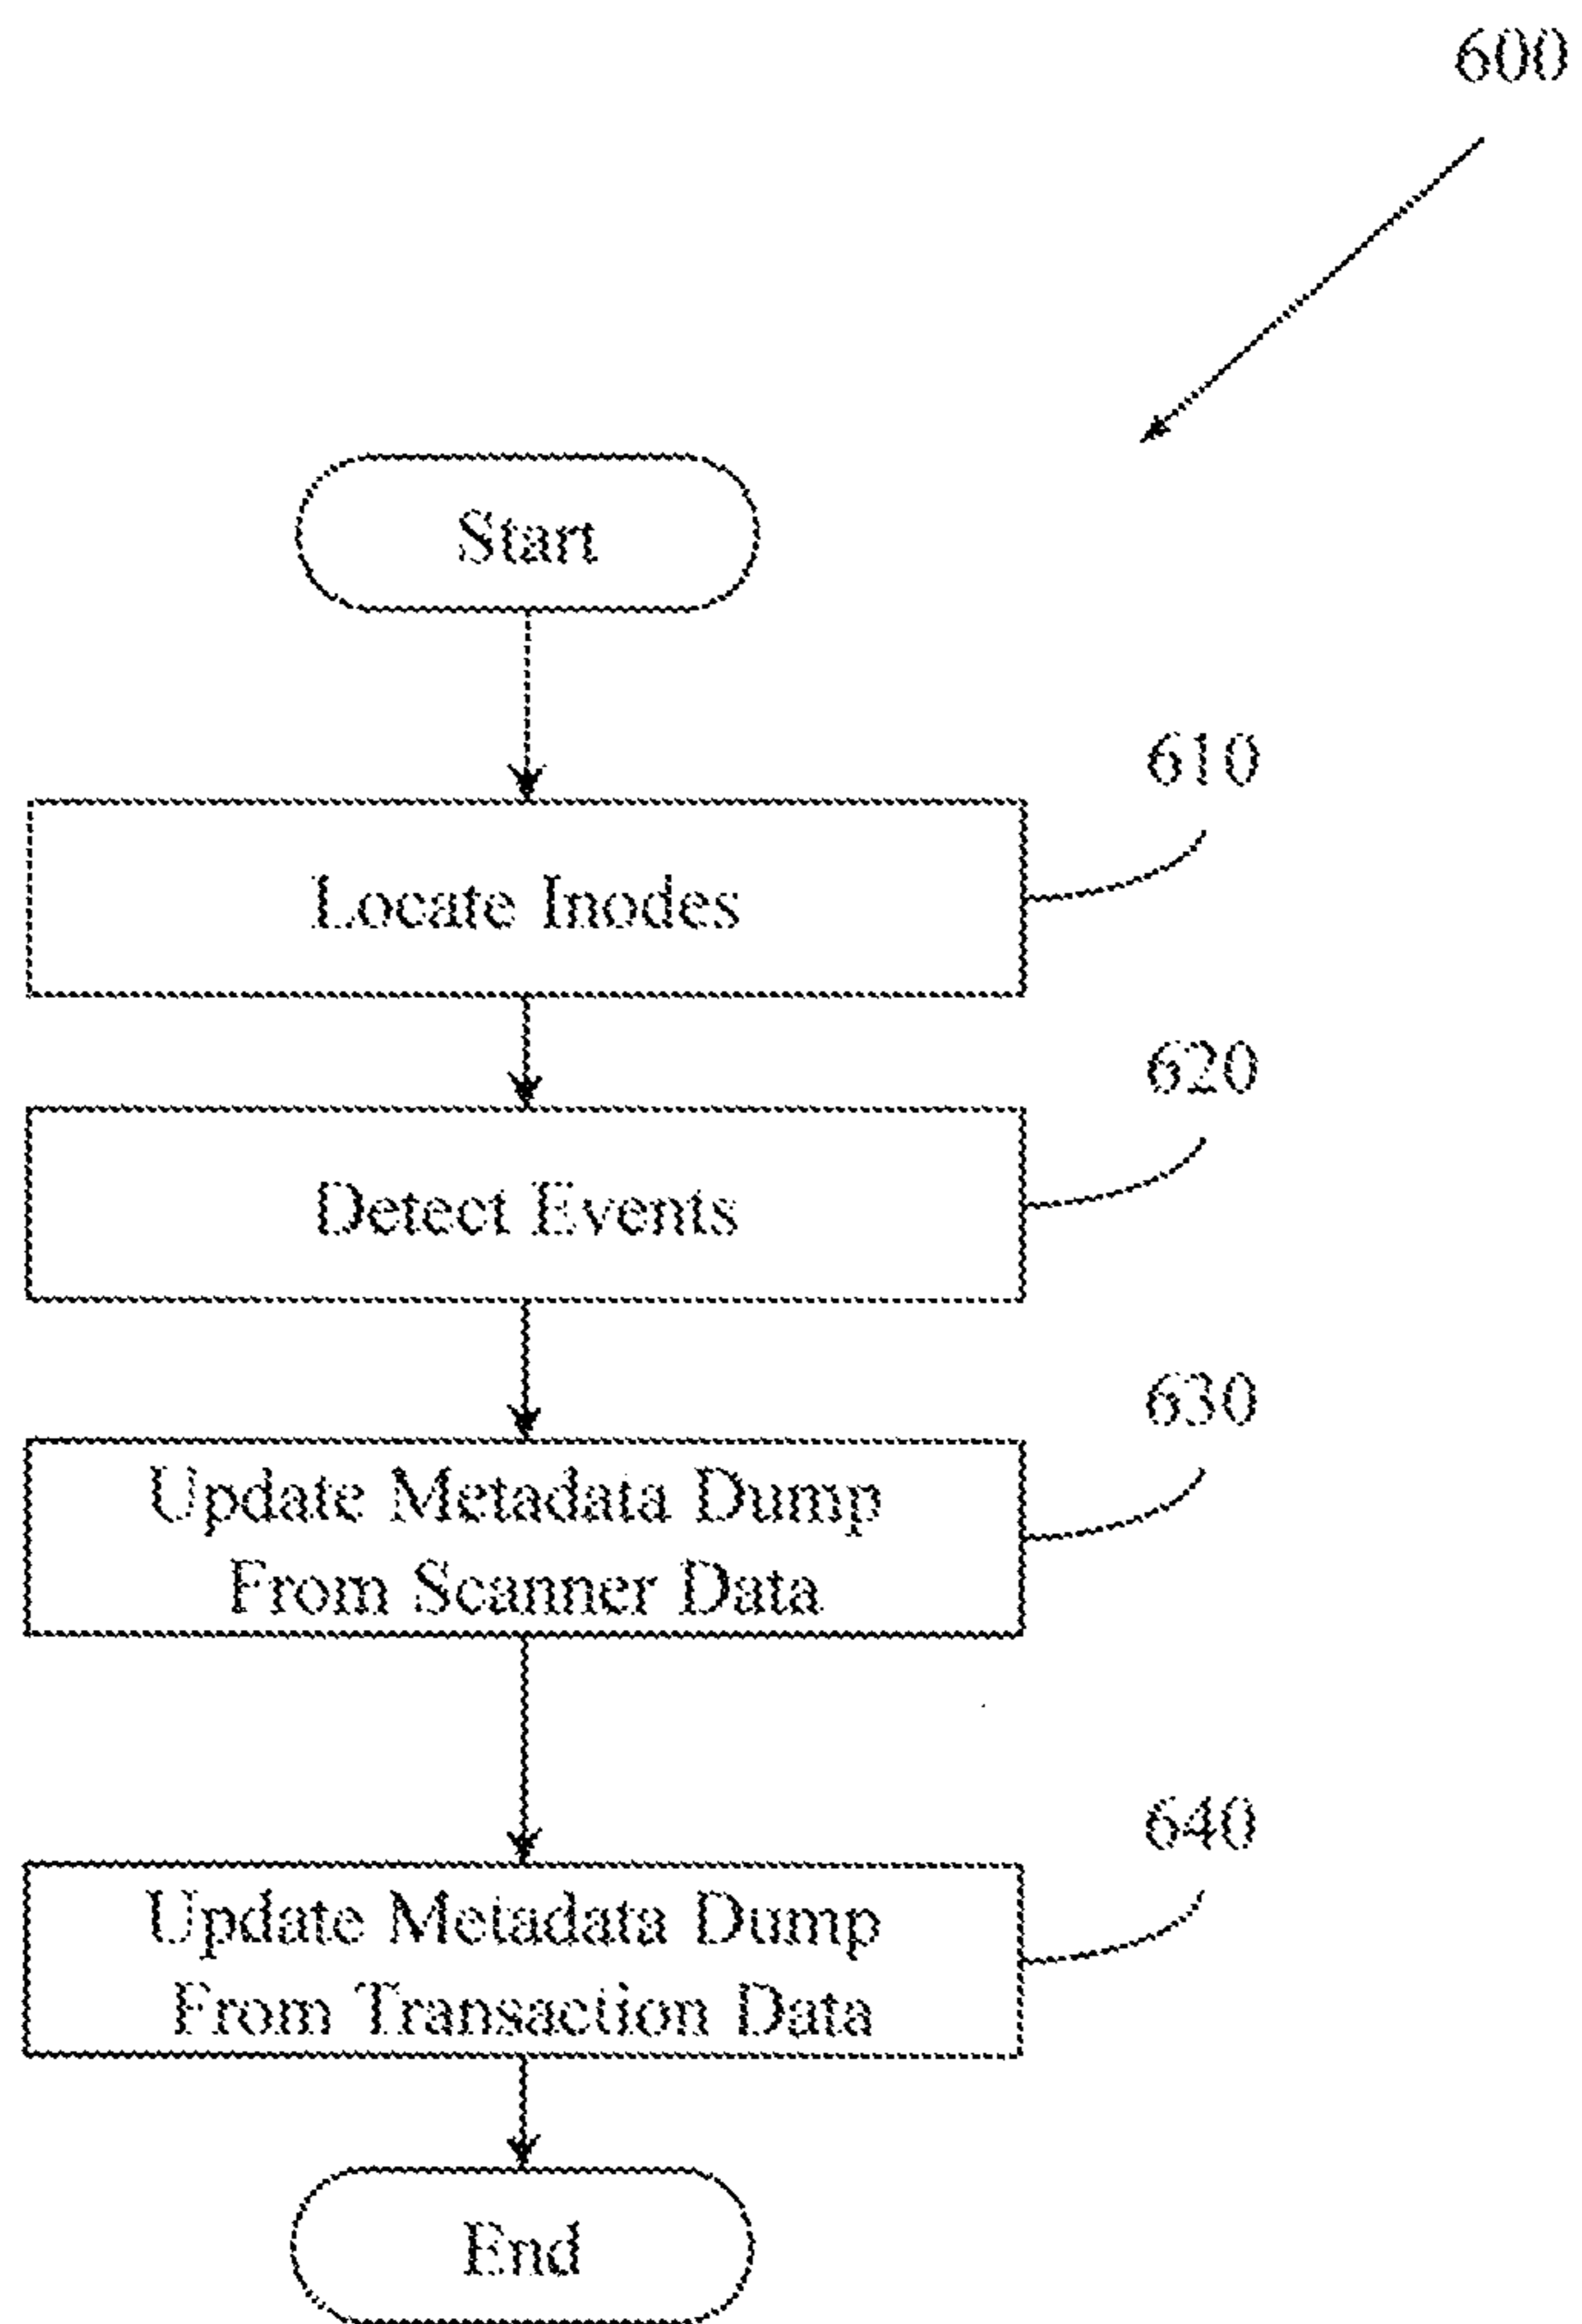 600
Start
610
Locate Inodes
620
Detect Events
630
Update Metadata Dump
From Scanner Data
640
Update Metadata Dump
From Transaction Data
End